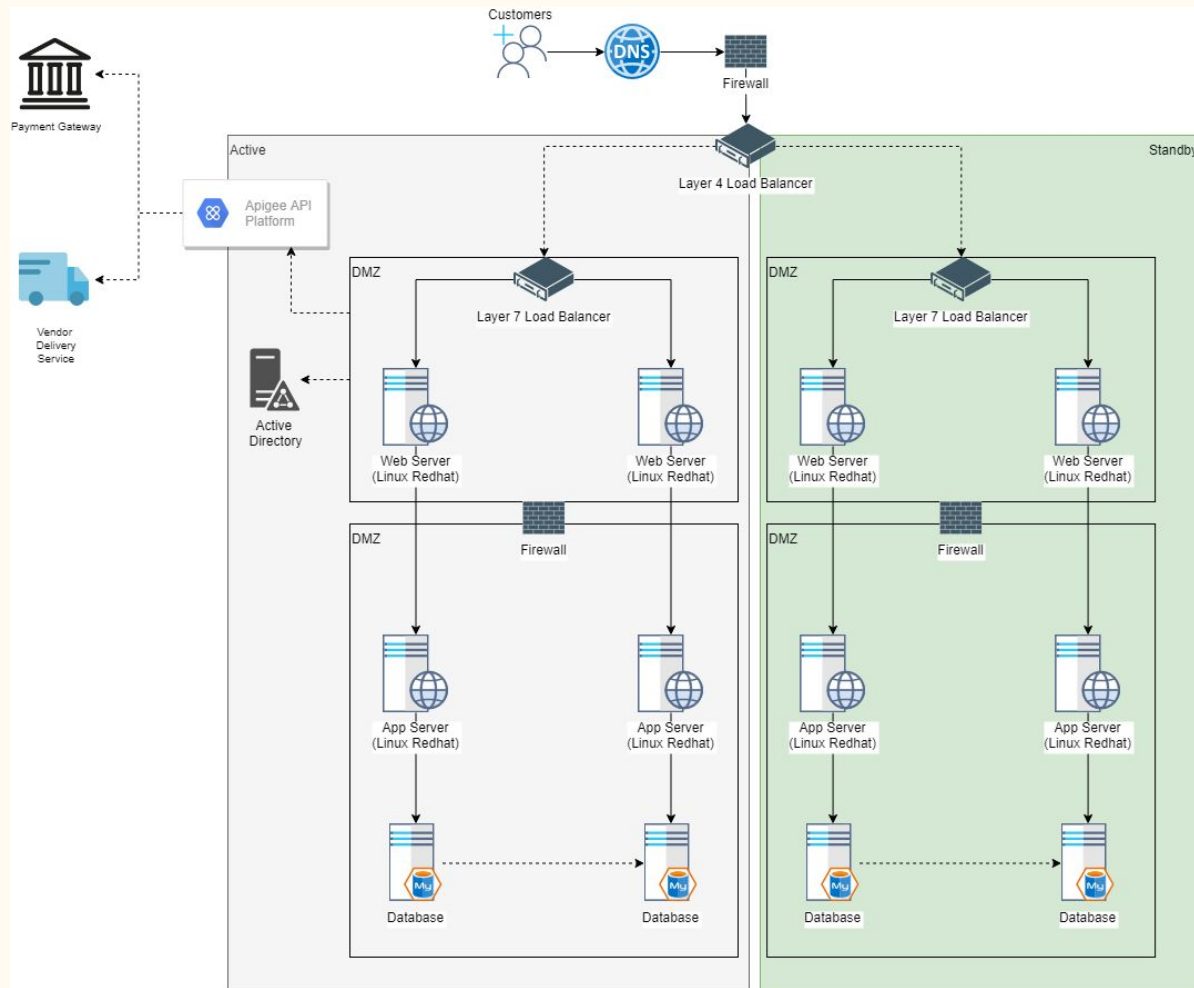 Customers
DNS
Firewall
Payment Gateway
Active
Standby
Layer 4 Load Balancer
Apigee API
Platform
DMZ
DMZ
Layer 7 Load Balancer
Layer 7 Load Balancer
Vendor
Delivery
Service
Active
Directory
Web Server
(Linux Redhat)
Web Server
(Linux Redhat)
Web Server
(Linux Redhat)
Web Server
(Linux Redhat)
DMZ
Firewall
DMZ
Firewall
App Server
(Linux Redhat)
App Server
(Linux Redhat)
App Server
(Linux Redhat)
App Server
(Linux Redhat)
My
My
My
My
Database
Database
Database
Database